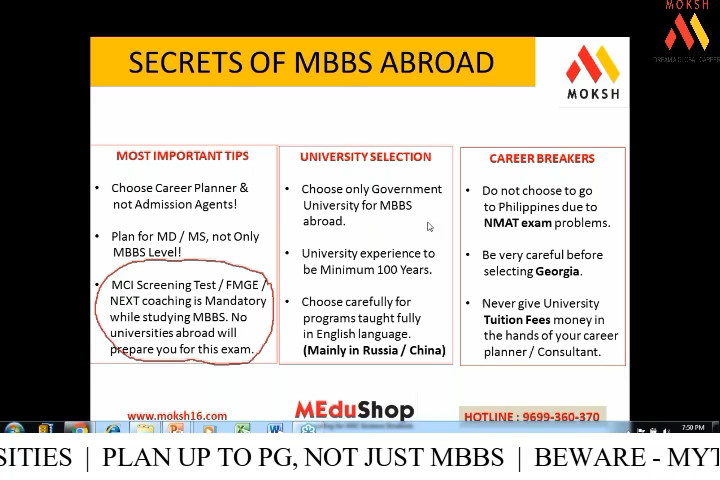 MOKSH
DREAM A GLOBAL CAREER
SECRETS OF MBBS ABROAD
MOKSH
MOST IMPORTANT TIPS
• Choose Career Planner &
not Admission Agents!
• Plan for MD / MS, not Only
MBBS Level!
• MCI Screening Test / FMGE /
NEXT coaching is Mandatory
while studying MBBS. No
universities abroad will
prepare you for this exam.
UNIVERSITY SELECTION
• Choose only Government
University for MBBS
abroad.
• University experience to
be Minimum 100 Years.
• Choose carefully for
programs taught fully
in English language.
(Mainly in Russia / China)
CAREER BREAKERS
• Do not choose to go
to Philippines due to
NMAT exam problems.
• Be very careful before
selecting Georgia.
• Never give University
Tuition Fees money in
the hands of your career
planner / Consultant.
www.moksh16.com
MEduShop
HOTLINE : 9699-360-370
7:50 PM
SITIES | PLAN UP TO PG, NOT JUST MBBS | BEWARE - MYT